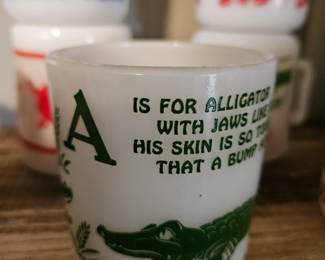 A IS FOR ALLIGATOR
WITH JAWS LIKE
HIS SKIN IS SO
THAT A BUMP